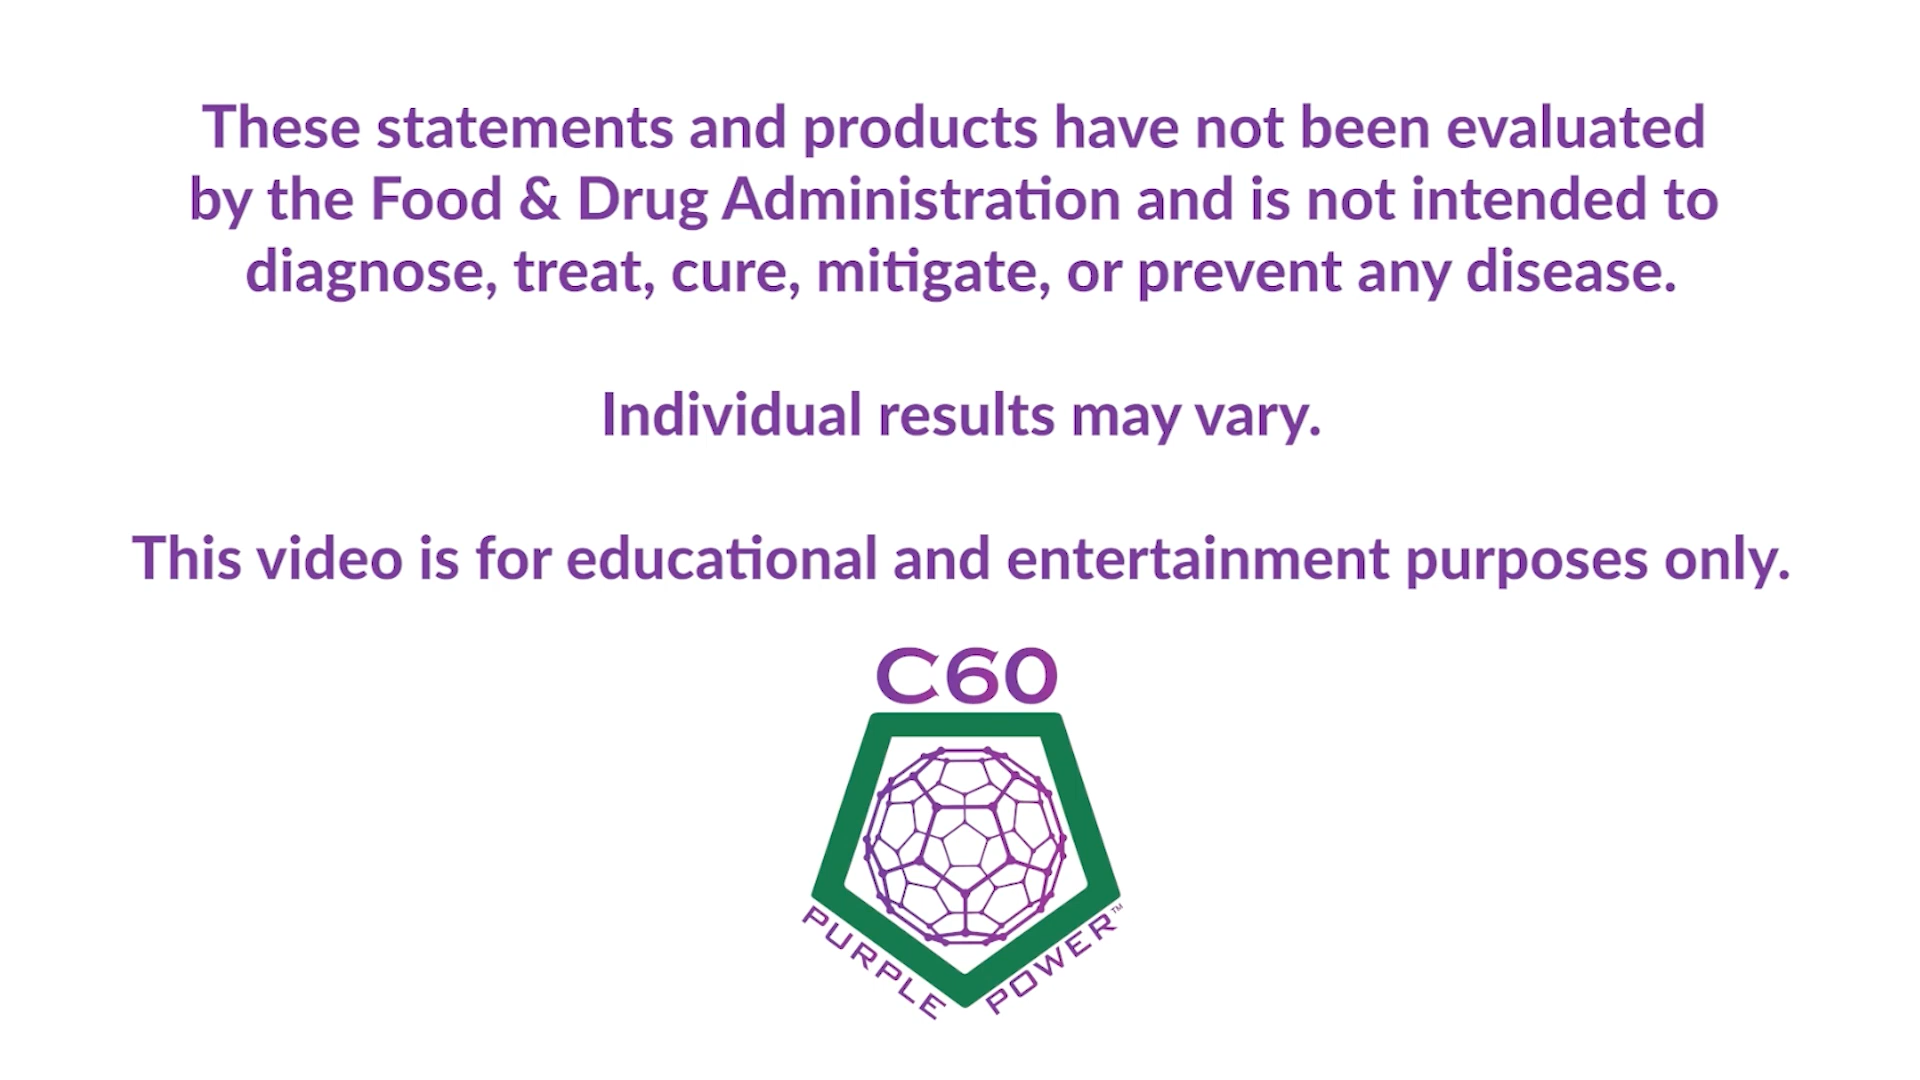 These statements and products have not been evaluated
by the Food & Drug Administration and is not intended to
diagnose, treat, cure, mitigate, or prevent any disease.
Individual results may vary.
This video is for educational and entertainment purposes only.
C60
PURPLE POWER™